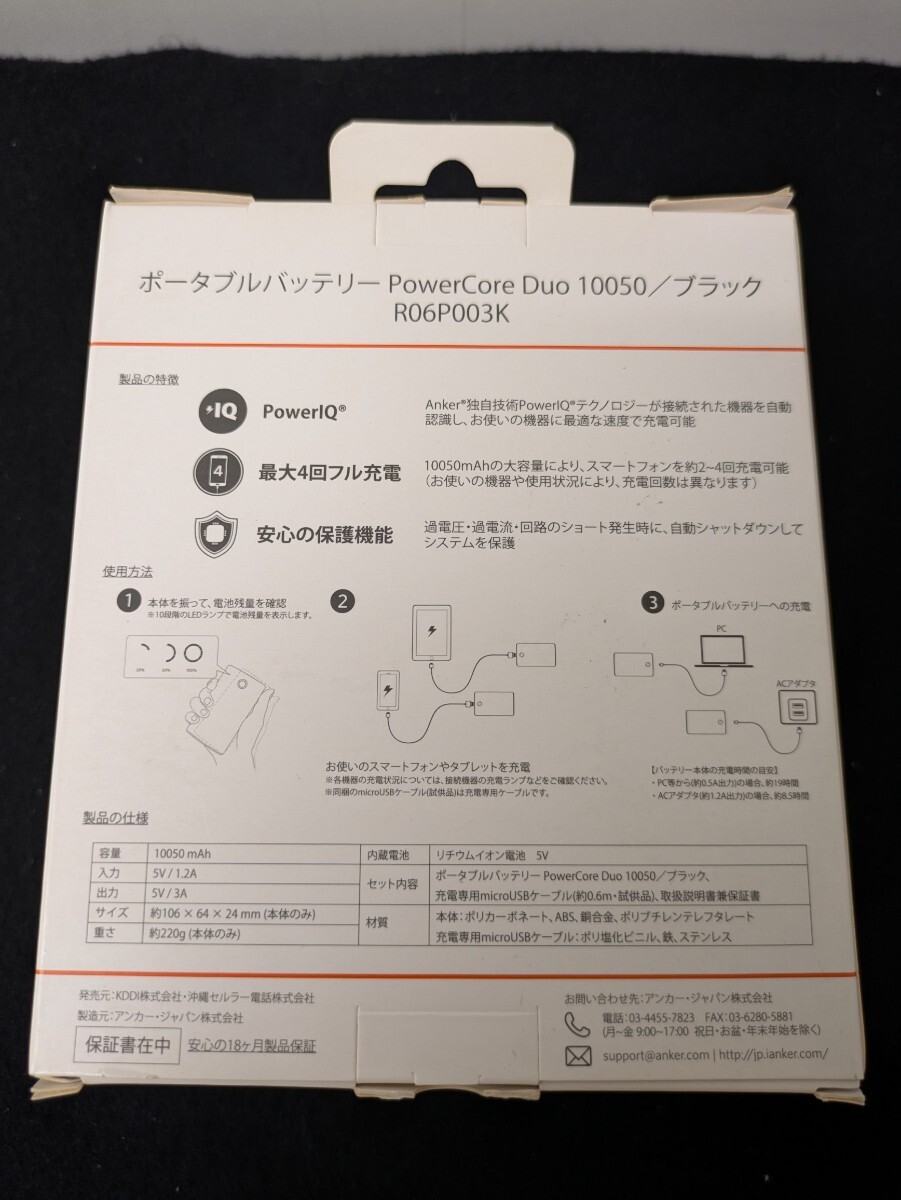 ポータブルバッテリー PowerCore Duo 10050／ブラック
R06P003K
製品の特徴
IQ
PowerIQ®
Anker®独自技術PowerIQ®テクノロジーが接続された機器を自動
認識し、お使いの機器に最適な速度で充電可能
4
最大4回フル充電
10050mAhの大容量により、スマートフォンを約2~4回充電可能
(お使いの機器や使用状況により、充電回数は異なります)
安心の保護機能
過電圧・過電流・回路のショート発生時に、自動シャットダウンして
システムを保護
使用方法
1 本体を振って、電池残量を確認
※10段階のLEDランプで電池残量を表示します。
100%
2
お使いのスマートフォンやタブレットを充電
※各機器の充電状況については、接続機器の充電ランプなどをご確認ください。
※同梱のmicroUSBケーブル(試供品)は充電専用ケーブルです。
3 ポータブルバッテリーへの充電
PC
ACアダプタ
【バッテリー本体の充電時間の目安】
・PC等から(約0.5A出力)の場合、約19時間
・ACアダプタ(約1.2A出力)の場合、約8.5時間
製品の仕様
容量 10050 mAh
入力 5V / 1.2A
出力 5V / 3A
サイズ 約106 × 64 × 24 mm (本体のみ)
重さ 約220g (本体のみ)
内蔵電池 リチウムイオン電池 5V
セット内容 ポータブルバッテリー PowerCore Duo 10050／ブラック、
充電専用microUSBケーブル(約0.6m・試供品)、取扱説明書兼保証書
材質 本体：ポリカーボネート、ABS、銅合金、ポリブチレンテレフタレート
充電専用microUSBケーブル：ポリ塩化ビニル、鉄、ステンレス
発売元：KDDI株式会社・沖縄セルラー電話株式会社
製造元：アンカー・ジャパン株式会社
保証書在中 安心の18ヶ月製品保証
お問い合わせ先：アンカー・ジャパン株式会社
電話：03-4455-7823 FAX：03-6280-5881
(月~金 9:00~17:00 祝日・お盆・年末年始を除く)
support@anker.com | http://jp.ianker.com/